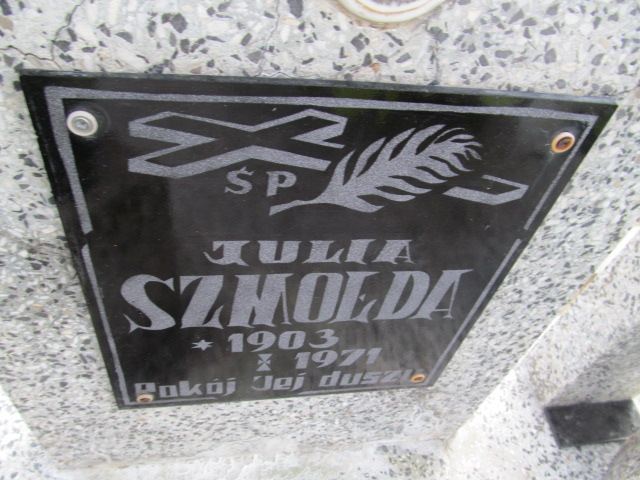 ŚP
JULIA
SZMOŁDA
* 1903
1971
Pokój Jej duszy